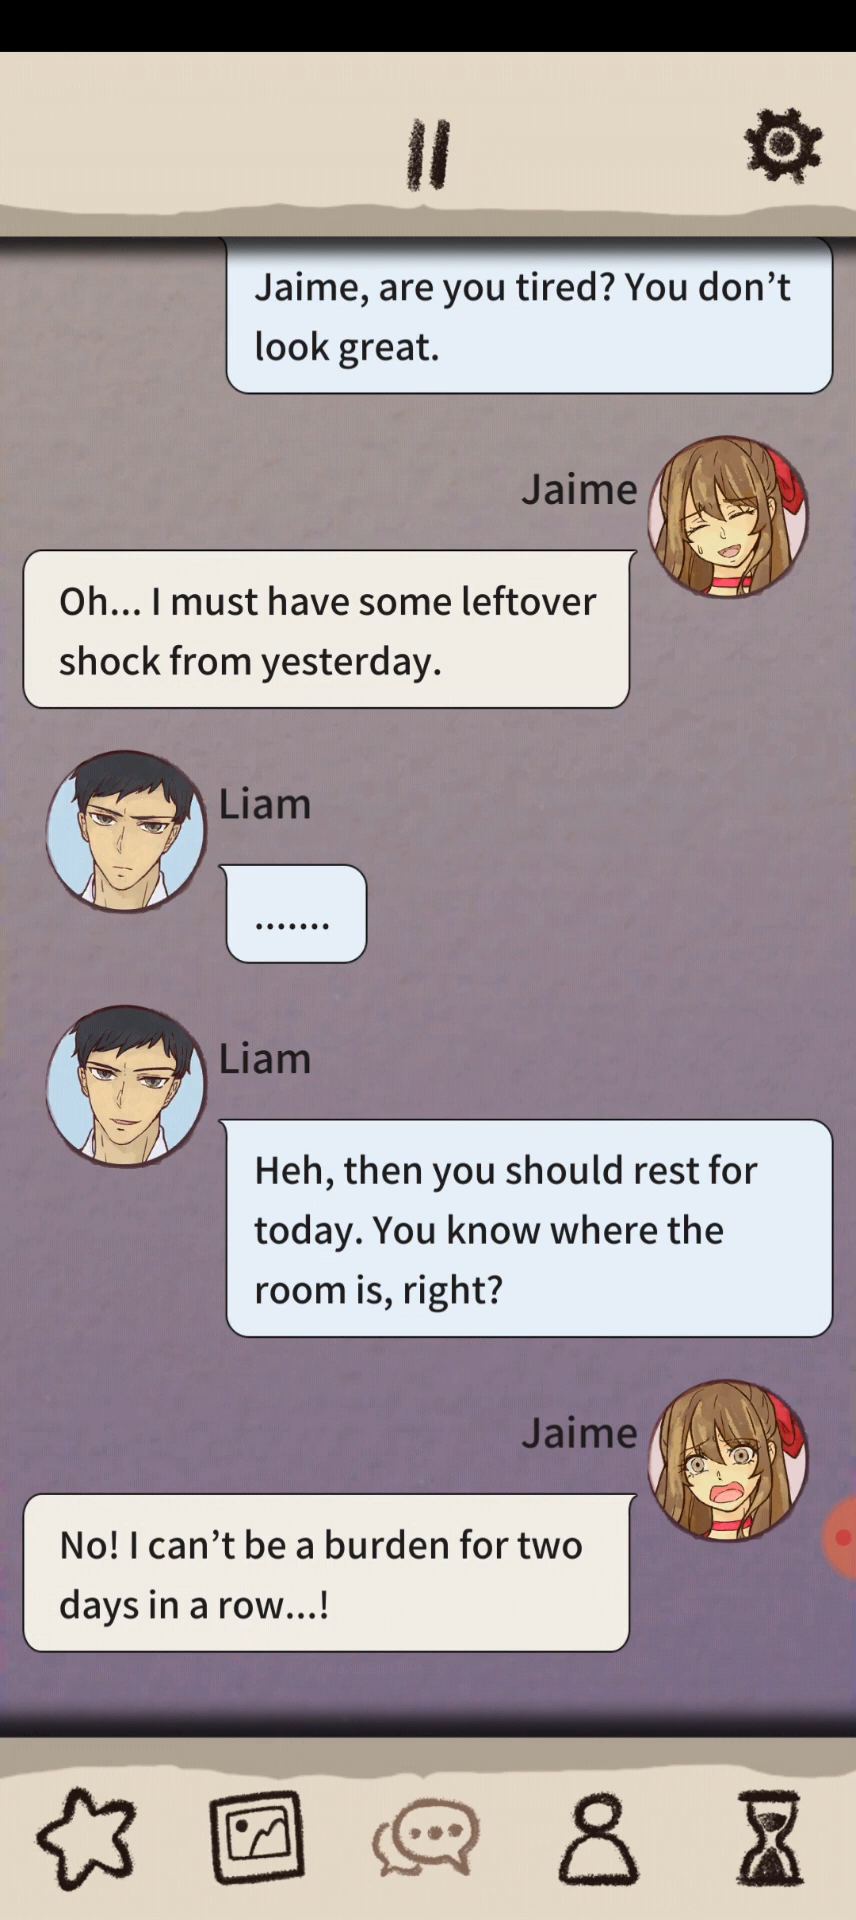 Jaime, are you tired? You don’t
look great.
Jaime
Oh... I must have some leftover
shock from yesterday.
Liam
.......
Liam
Heh, then you should rest for
today. You know where the
room is, right?
Jaime
No! I can’t be a burden for two
days in a row...!